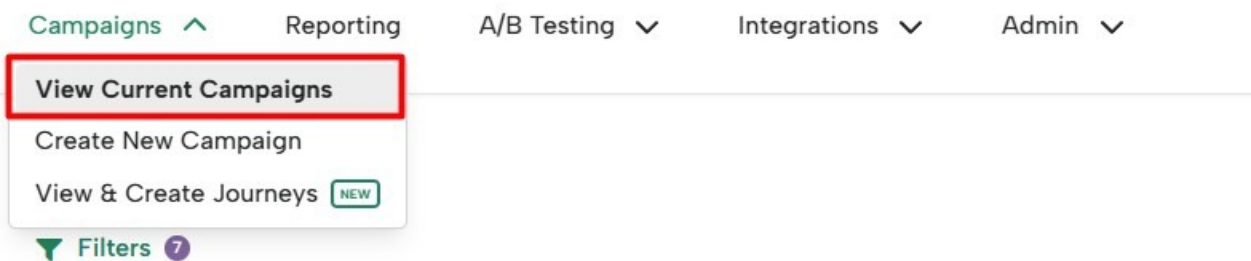 Campaigns Reporting A/B Testing Integrations Admin
View Current Campaigns
Create New Campaign
View & Create Journeys NEW
Filters 7